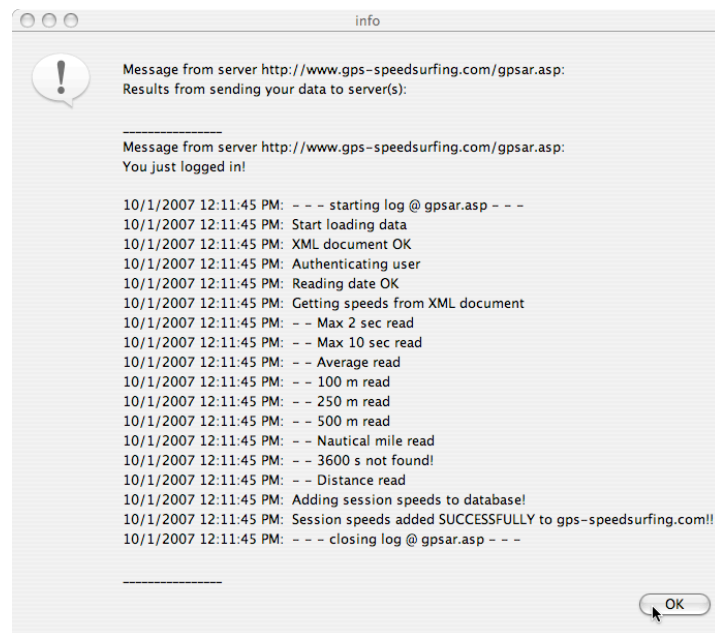 info
Message from server http://www.gps-speedsurfing.com/gpsar.asp:
Results from sending your data to server(s):
________________
Message from server http://www.gps-speedsurfing.com/gpsar.asp:
You just logged in!
10/1/2007 12:11:45 PM: - - - starting log @ gpsar.asp - - -
10/1/2007 12:11:45 PM: Start loading data
10/1/2007 12:11:45 PM: XML document OK
10/1/2007 12:11:45 PM: Authenticating user
10/1/2007 12:11:45 PM: Reading date OK
10/1/2007 12:11:45 PM: Getting speeds from XML document
10/1/2007 12:11:45 PM: - - Max 2 sec read
10/1/2007 12:11:45 PM: - - Max 10 sec read
10/1/2007 12:11:45 PM: - - Average read
10/1/2007 12:11:45 PM: - - 100 m read
10/1/2007 12:11:45 PM: - - 250 m read
10/1/2007 12:11:45 PM: - - 500 m read
10/1/2007 12:11:45 PM: - - Nautical mile read
10/1/2007 12:11:45 PM: - - 3600 s not found!
10/1/2007 12:11:45 PM: - - Distance read
10/1/2007 12:11:45 PM: Adding session speeds to database!
10/1/2007 12:11:45 PM: Session speeds added SUCCESSFULLY to gps-speedsurfing.com!!
10/1/2007 12:11:45 PM: - - - closing log @ gpsar.asp - - -
________________
OK